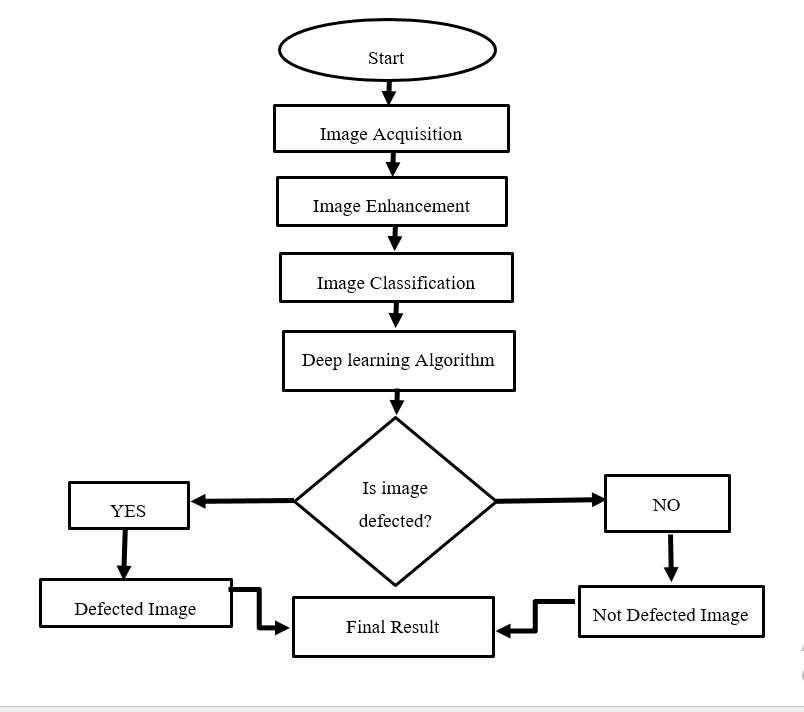 Start
Image Acquisition
Image Enhancement
Image Classification
Deep learning Algorithm
Is image
defected?
YES
NO
Defected Image
Not Defected Image
Final Result